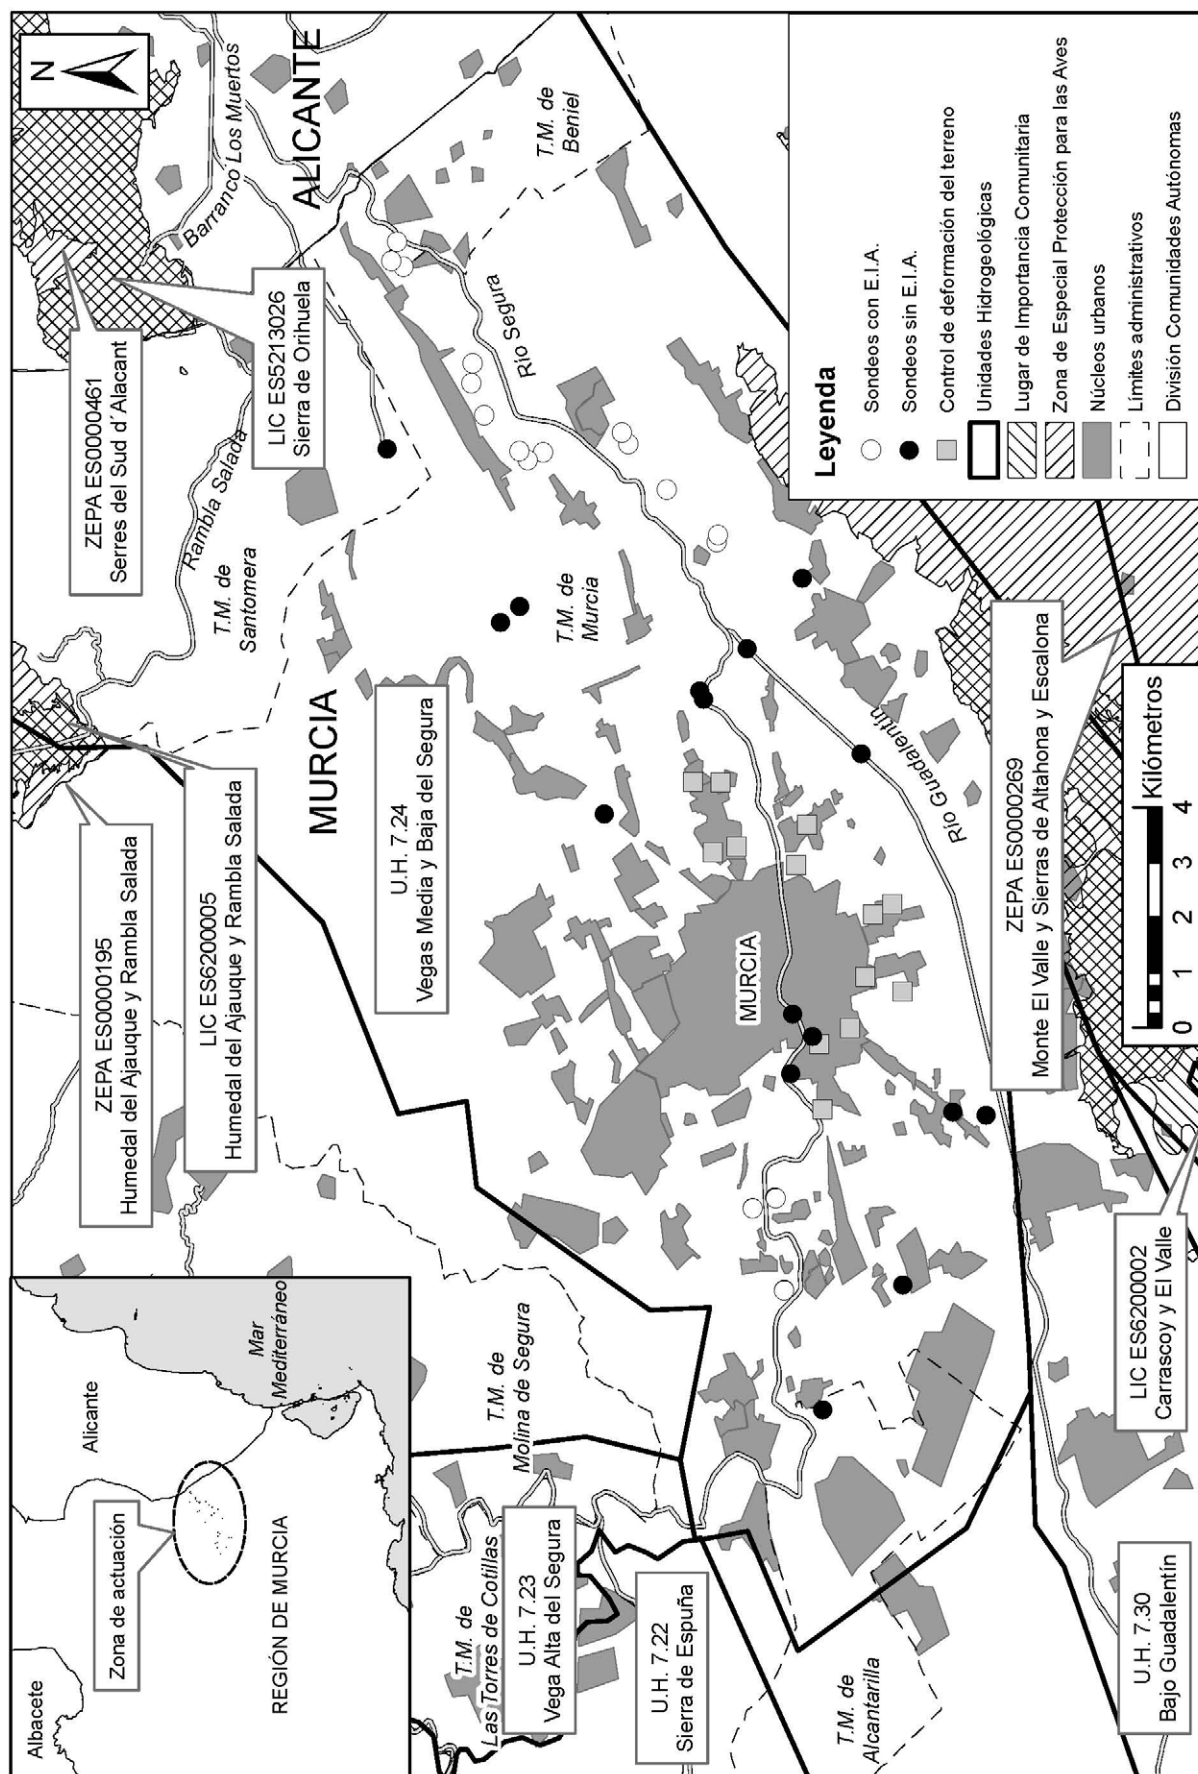 Albacete
Alicante
Zona de actuación
REGIÓN DE MURCIA
Mar
Mediterráneo
ZEPA ES0000195
Humedal del Ajauque y Rambla Salada
LIC ES6200005
Humedal del Ajauque y Rambla Salada
ZEPA ES0000461
Serres del Sud d´Alacant
LIC ES5213026
Sierra de Orihuela
N
Barranco Los Muertos
ALICANTE
Rambla Salada
T.M. de
Santomera
MURCIA
U.H. 7.24
Vegas Media y Baja del Segura
T.M. de
Murcia
Río Segura
T.M. de
Beniel
T.M. de
Molina de Segura
T.M. de
Las Torres de Cotillas
U.H. 7.23
Vega Alta del Segura
U.H. 7.22
Sierra de Espuña
T.M. de
Alcantarilla
MURCIA
Río Guadalentín
U.H. 7.30
Bajo Guadalentín
LIC ES6200002
Carrascoy y El Valle
ZEPA ES0000269
Monte El Valle y Sierras de Altahona y Escalona
0 1 2 4
Kilómetros
Leyenda
Sondeos con E.I.A.
Sondeos sin E.I.A.
Control de deformación del terreno
Unidades Hidrogeológicas
Lugar de Importancia Comunitaria
Zona de Especial Protección para las Aves
Núcleos urbanos
Límites administrativos
División Comunidades Autónomas